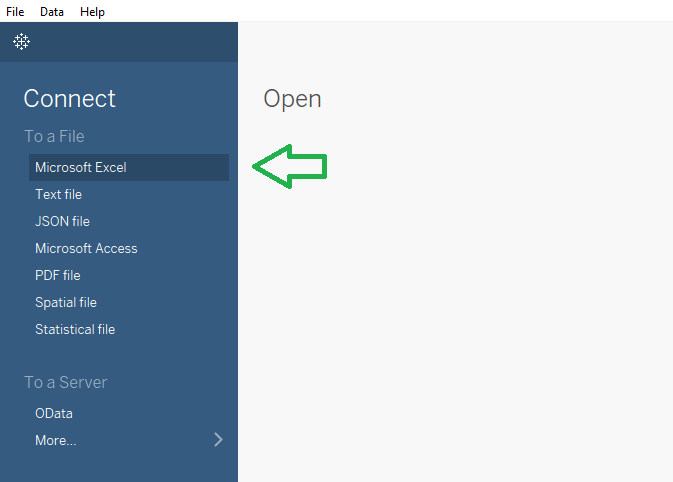 File Data Help
Connect
Open
To a File
Microsoft Excel
Text file
JSON file
Microsoft Access
PDF file
Spatial file
Statistical file
To a Server
OData
More...